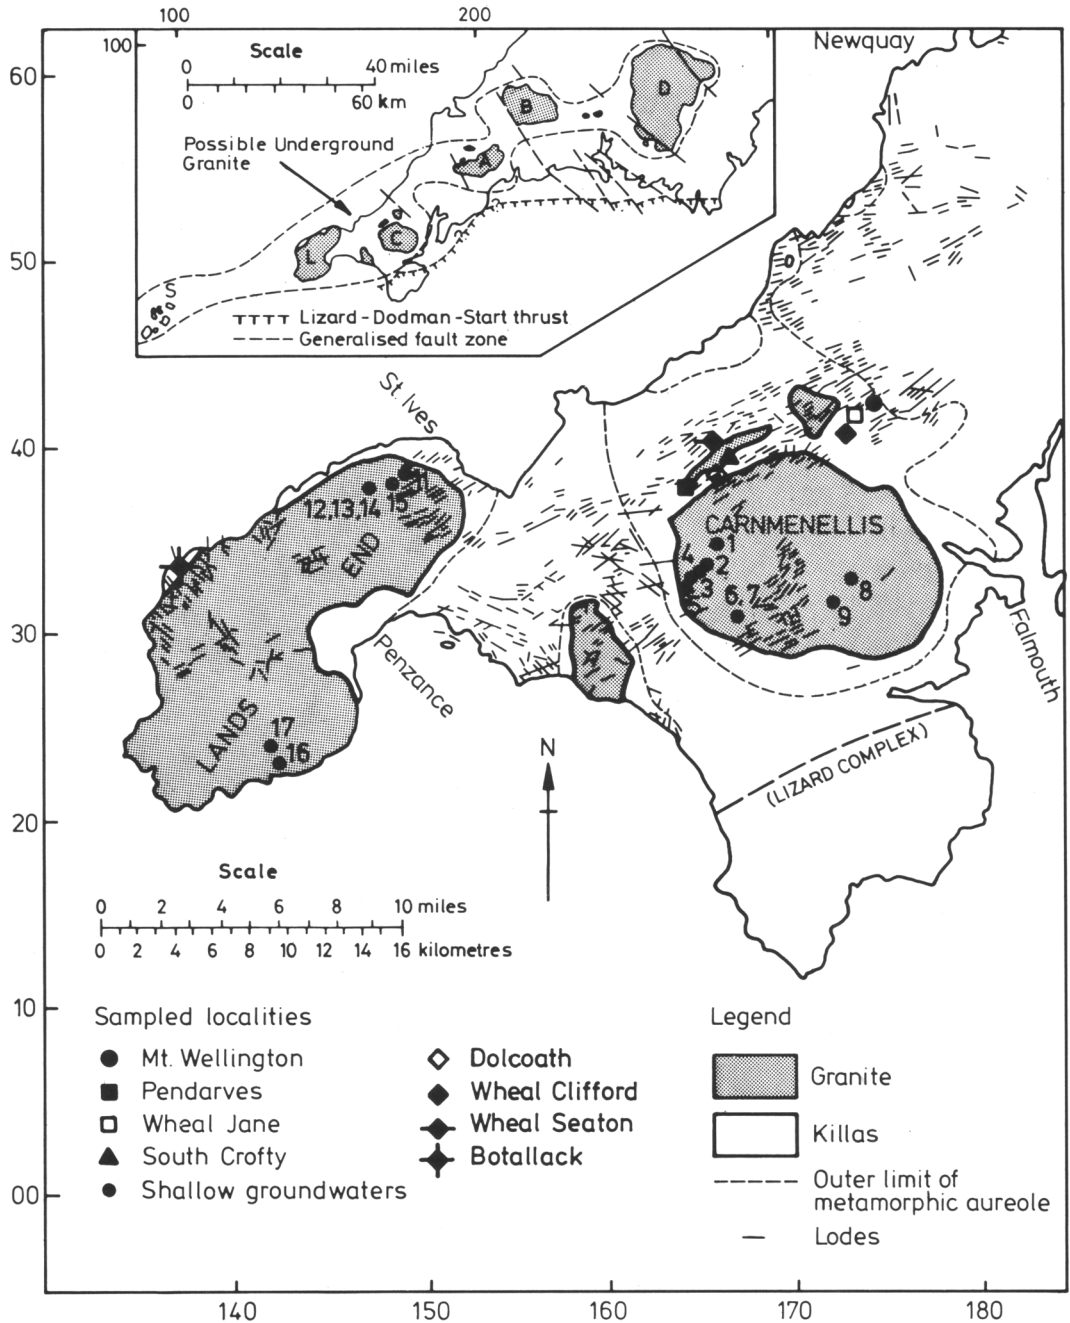 100
200
Newquay
100
Scale
0
40 miles
0
60 km
Possible Underground
Granite
D
B
A
C
L
S
Lizard-Dodman-Start thrust
Generalised fault zone
60
50
40
30
20
10
00
St. Ives
CARNMENELLIS
12,13,14
15
END
1
2
4
3
6
7
8
9
Penzance
Falmouth
LANDS
17
16
N
(LIZARD COMPLEX)
Scale
0 2 4 6 8 10 miles
0 2 4 6 8 10 12 14 16 kilometres
Sampled localities
Mt. Wellington
Pendarves
Wheal Jane
South Crofty
Shallow groundwaters
Dolcoath
Wheal Clifford
Wheal Seaton
Botallack
Legend
Granite
Killas
Outer limit of
metamorphic aureole
Lodes
140
150
160
170
180